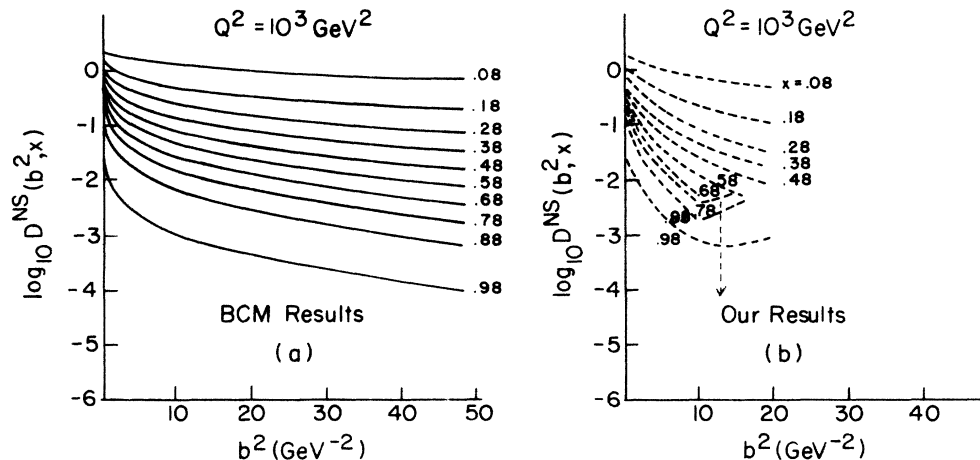 Q² = 10³ GeV²
log₁₀ D^NS (b², x)
0
-1
-2
-3
-4
-5
-6
.08
.18
.28
.38
.48
.58
.68
.78
.88
.98
BCM Results
(a)
10 20 30 40 50
b² (GeV⁻²)
Q² = 10³ GeV²
log₁₀ D^NS (b², x)
0
-1
-2
-3
-4
-5
-6
x = .08
.18
.28
.38
.48
.58
.68
.78
.98
Our Results
(b)
10 20 30 40
b² (GeV⁻²)